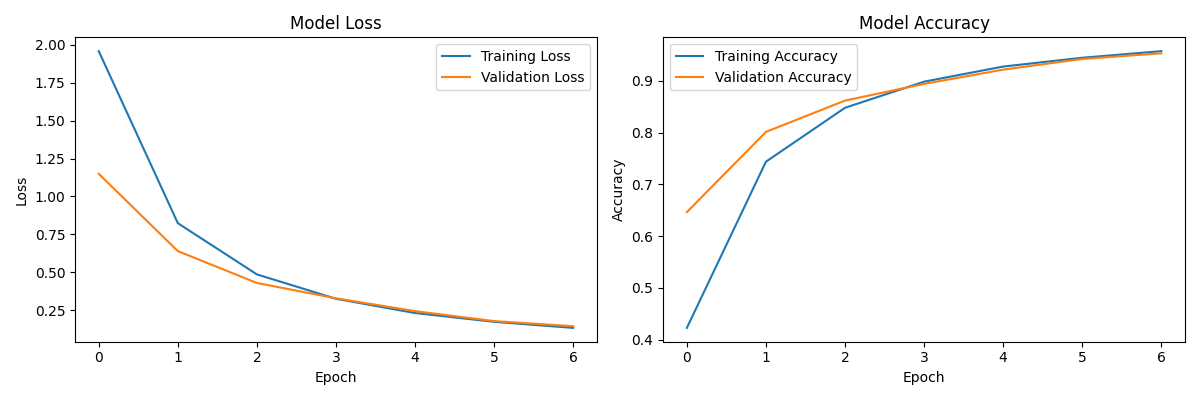 Model Loss
2.00
1.75
1.50
1.25
1.00
0.75
0.50
0.25
Loss
Training Loss
Validation Loss
0 1 2 3 4 5 6
Epoch
Model Accuracy
0.9
0.8
0.7
0.6
0.5
0.4
Accuracy
Training Accuracy
Validation Accuracy
0 1 2 3 4 5 6
Epoch